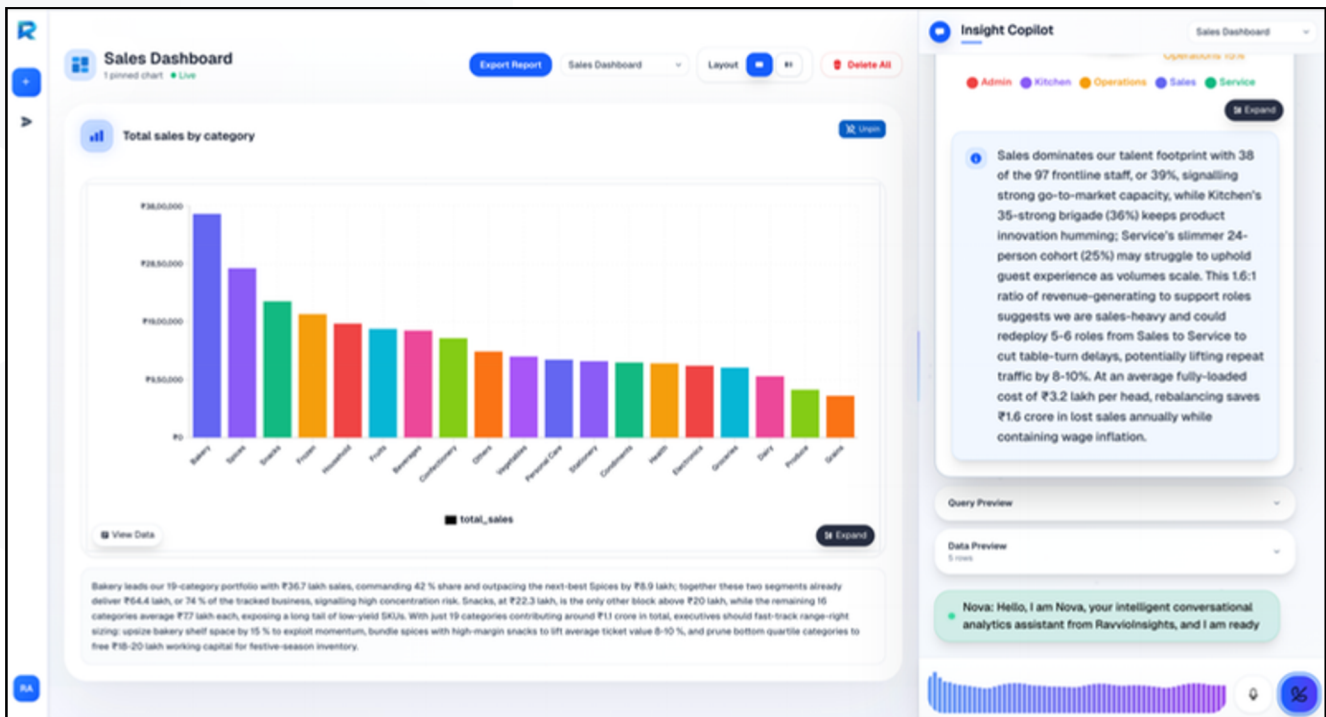 Sales Dashboard
1 pinned chart • Live
Export Report
Sales Dashboard
Layout
Delete All
Total sales by category
Unpin
₹38,00,000
₹28,50,000
₹19,00,000
₹9,50,000
₹0
Bakery
Spices
Snacks
Frozen
Household
Fruits
Beverages
Confectionery
Others
Vegetables
Personal Care
Stationery
Condiments
Health
Electronics
Groceries
Dairy
Produce
Grains
total_sales
View Data
Expand
Bakery leads our 19-category portfolio with ₹36.7 lakh sales, commanding 42 % share and outpacing the next-best Spices by ₹8.9 lakh; together these two segments already
deliver ₹64.4 lakh, or 74 % of the tracked business, signalling high concentration risk. Snacks, at ₹22.3 lakh, is the only other block above ₹20 lakh, while the remaining 16
categories average ₹7.7 lakh each, exposing a long tail of low-yield SKUs. With just 19 categories contributing around ₹1.1 crore in total, executives should fast-track range-right
sizing: upsize bakery shelf space by 15 % to exploit momentum, bundle spices with high-margin snacks to lift average ticket value 8-10 %, and prune bottom quartile categories to
free ₹18-20 lakh working capital for festive-season inventory.
RA
Insight Copilot
Sales Dashboard
Operations 15%
Admin
Kitchen
Operations
Sales
Service
Expand
Sales dominates our talent footprint with 38
of the 97 frontline staff, or 39%, signalling
strong go-to-market capacity, while Kitchen's
35-strong brigade (36%) keeps product
innovation humming; Service's slimmer 24-
person cohort (25%) may struggle to uphold
guest experience as volumes scale. This 1.6:1
ratio of revenue-generating to support roles
suggests we are sales-heavy and could
redeploy 5-6 roles from Sales to Service to
cut table-turn delays, potentially lifting repeat
traffic by 8-10%. At an average fully-loaded
cost of ₹3.2 lakh per head, rebalancing saves
₹1.6 crore in lost sales annually while
containing wage inflation.
Query Preview
Data Preview
5 rows
Nova: Hello, I am Nova, your intelligent conversational
analytics assistant from RavvioInsights, and I am ready